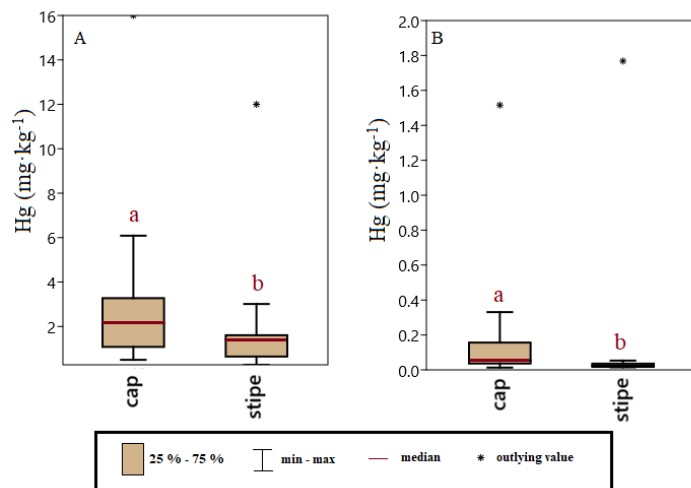 A
Hg (mg·kg-1)
16
14
12
10
8
6
4
2
a
b
cap
stipe
B
Hg (mg·kg-1)
2.0
1.8
1.6
1.4
1.2
1.0
0.8
0.6
0.4
0.2
0.0
a
b
cap
stipe
25 % - 75 % min - max median * outlying value